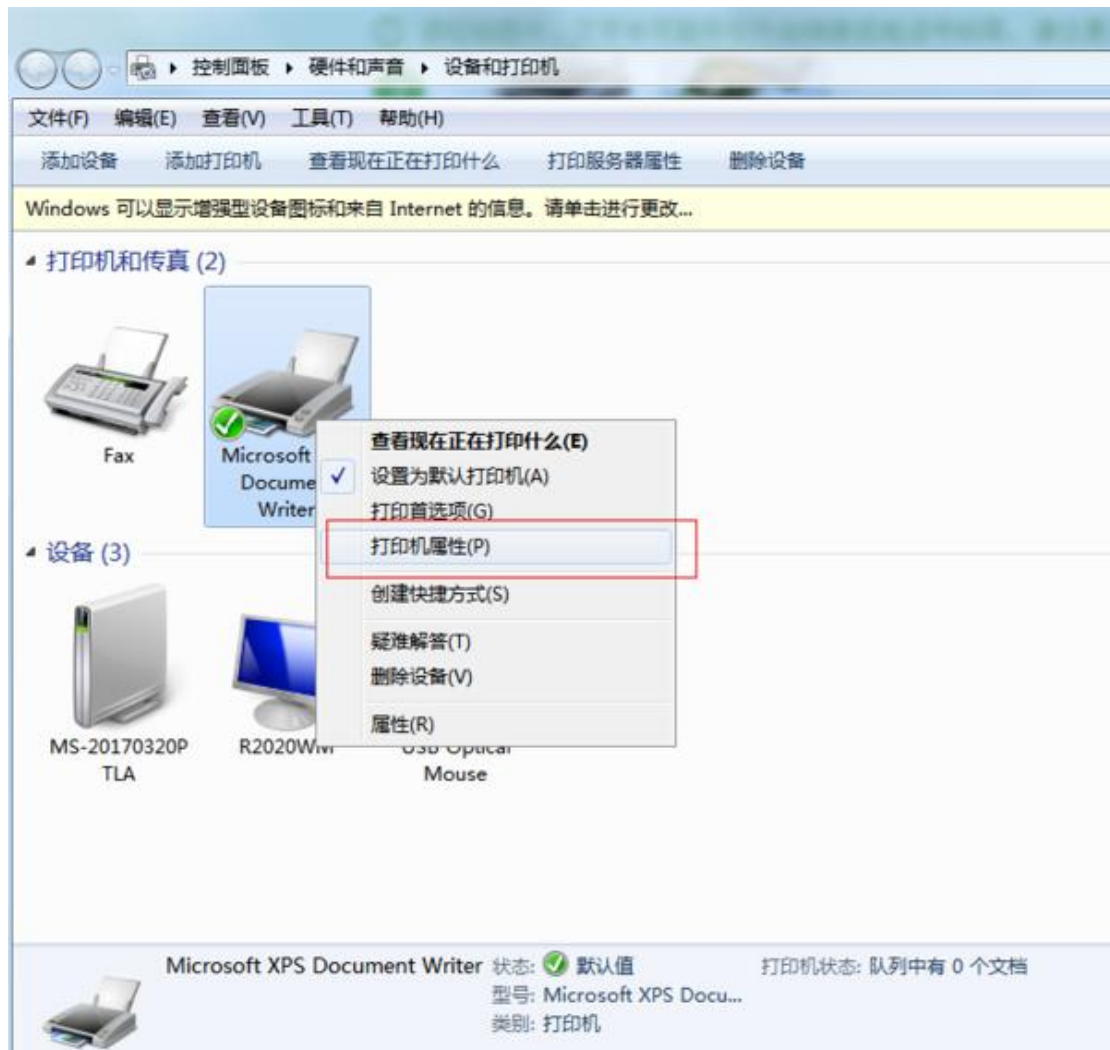 控制面板 硬件和声音 设备和打印机
文件(F) 编辑(E) 查看(V) 工具(T) 帮助(H)
添加设备 添加打印机 查看现在正在打印什么 打印服务器属性 删除设备
Windows 可以显示增强型设备图标和来自 Internet 的信息。请单击进行更改...
打印机和传真 (2)
Fax
Microsoft
Docume
Writer
查看现在正在打印什么(E)
设置为默认打印机(A)
打印首选项(G)
打印机属性(P)
创建快捷方式(S)
疑难解答(T)
删除设备(V)
属性(R)
设备 (3)
MS-20170320P
TLA
R2020WM
USB Optical
Mouse
Microsoft XPS Document Writer 状态: 默认值 打印机状态: 队列中有 0 个文档
型号: Microsoft XPS Docu...
类别: 打印机